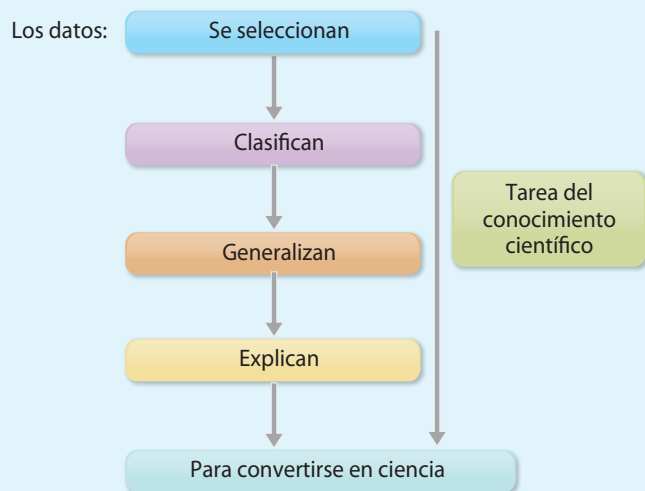 Los datos:
Se seleccionan
Clasifican
Generalizan
Explican
Para convertirse en ciencia
Tarea del
conocimiento
científico